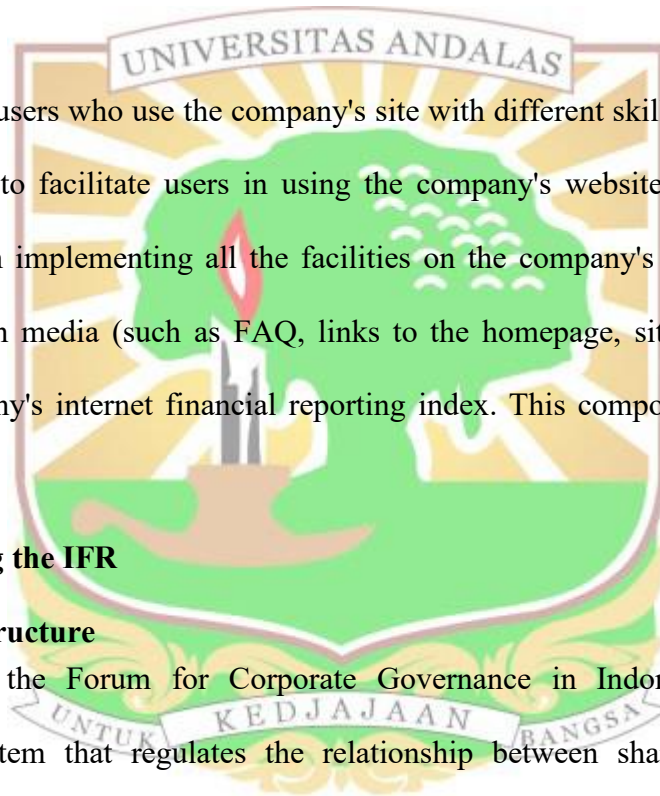 UNIVERSITAS ANDALAS
users who use the company's site with different skil
to facilitate users in using the company's website
implementing all the facilities on the company's
media (such as FAQ, links to the homepage, sit
ny's internet financial reporting index. This compo
g the IFR
ructure
the Forum for Corporate Governance in Indor
tem that regulates the relationship between sha
UNTUK KEDJAJAAN BANGSA